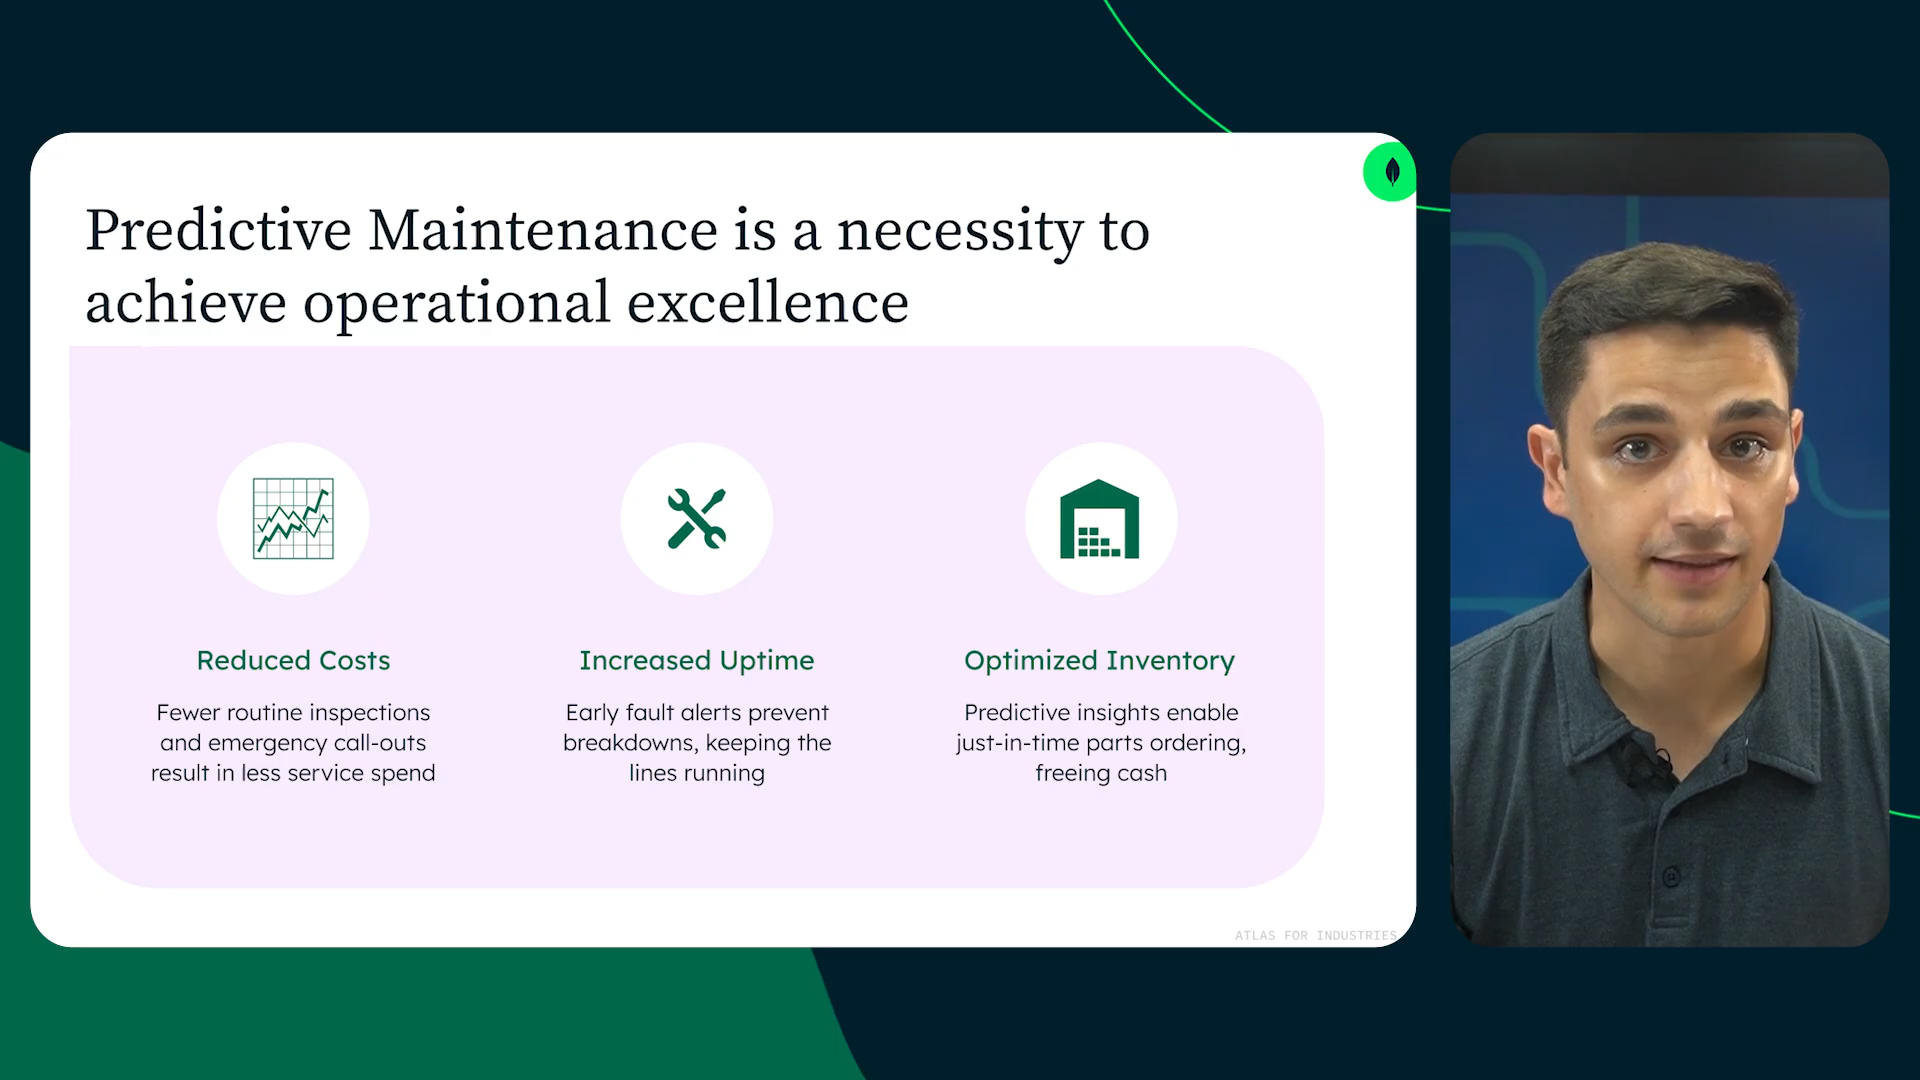 Predictive Maintenance is a necessity to
achieve operational excellence
Reduced Costs
Fewer routine inspections
and emergency call-outs
result in less service spend
Increased Uptime
Early fault alerts prevent
breakdowns, keeping the
lines running
Optimized Inventory
Predictive insights enable
just-in-time parts ordering,
freeing cash
ATLAS FOR INDUSTRIES